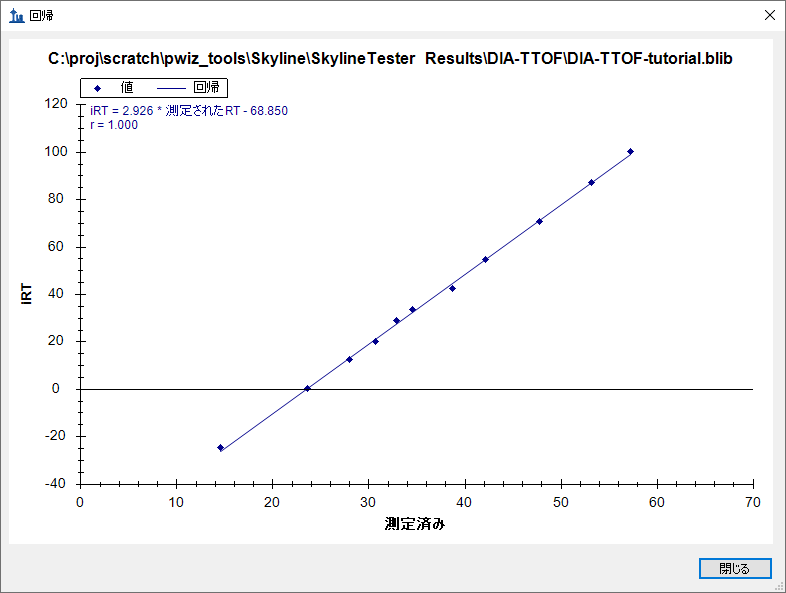 回帰
C:\proj\scratch\pwiz_tools\Skyline\SkylineTester Results\DIA-TTOF\DIA-TTOF-tutorial.blib
値 回帰
iRT = 2.926 * 測定されたRT - 68.850
r = 1.000
120
100
80
60
40
20
0
-20
-40
iRT
0 10 20 30 40 50 60 70
測定済み
閉じる